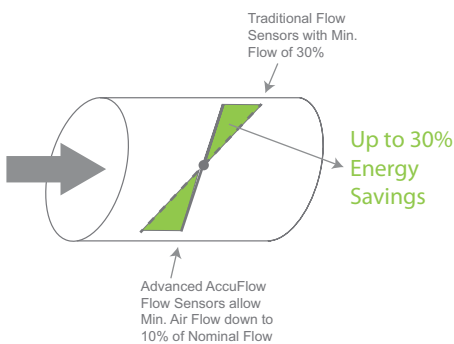 Traditional Flow
Sensors with Min.
Flow of 30%
Up to 30%
Energy
Savings
Advanced AccuFlow
Flow Sensors allow
Min. Air Flow down to
10% of Nominal Flow